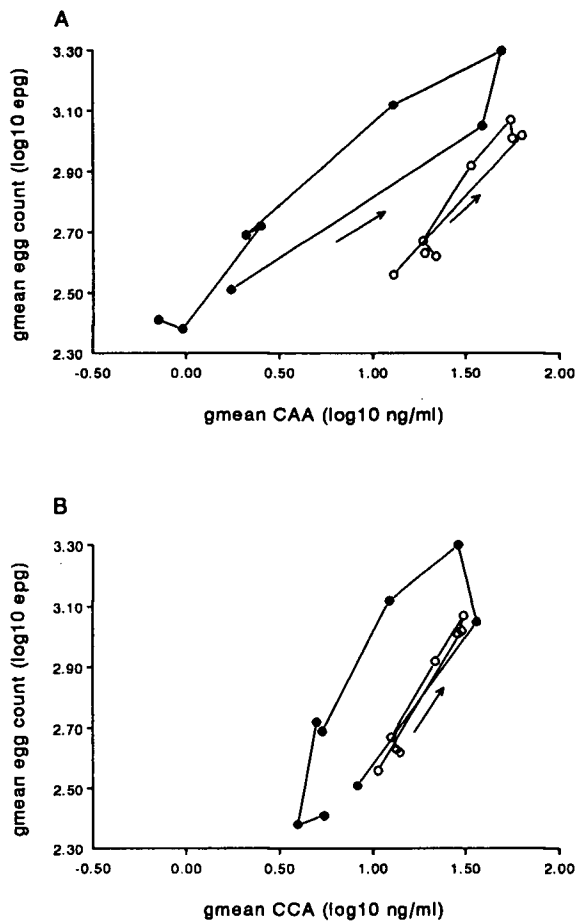 A
3.30
3.10
2.90
2.70
2.50
2.30
gmean egg count (log10 epg)
-0.50 0.00 0.50 1.00 1.50 2.00
gmean CAA (log10 ng/ml)
B
3.30
3.10
2.90
2.70
2.50
2.30
gmean egg count (log10 epg)
-0.50 0.00 0.50 1.00 1.50 2.00
gmean CCA (log10 ng/ml)